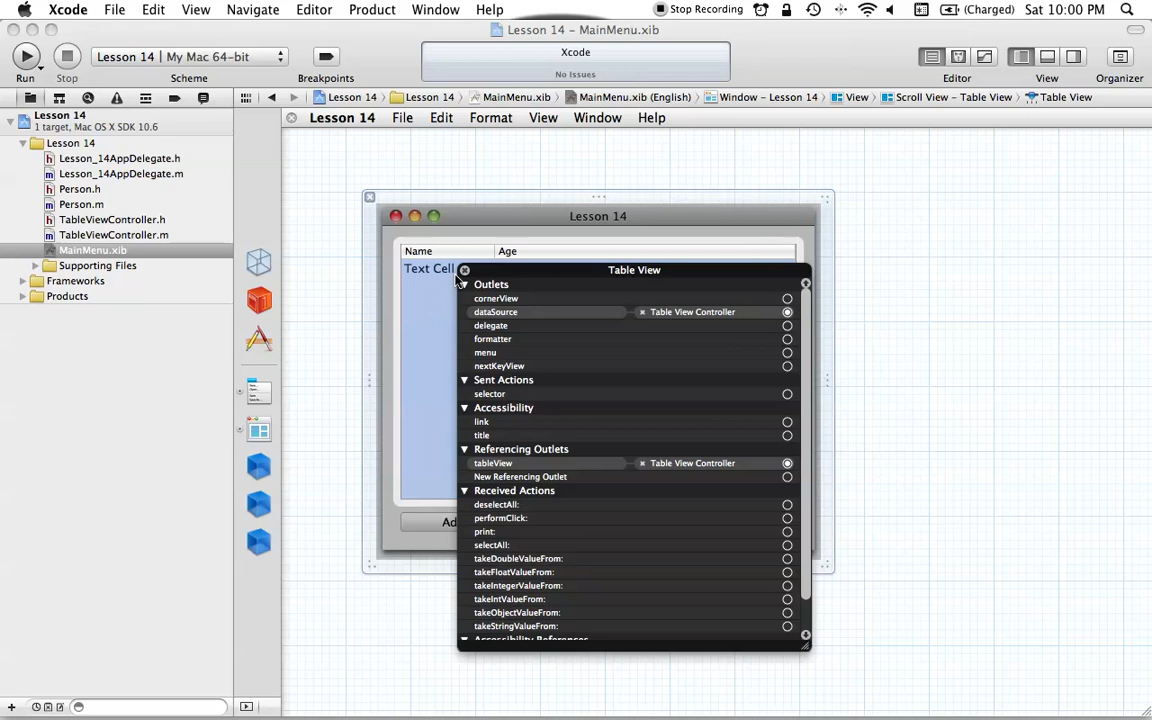 Xcode File Edit View Navigate Editor Product Window Help Stop Recording (Charged) Sat 10:00 PM
Lesson 14 – MainMenu.xib
Lesson 14 | My Mac 64-bit
Xcode
No Issues
Run Stop Scheme Breakpoints Editor View Organizer
Lesson 14 Lesson 14 MainMenu.xib MainMenu.xib (English) Window – Lesson 14 View Scroll View – Table View Table View
Lesson 14
1 target, Mac OS X SDK 10.6
Lesson 14
Lesson_14AppDelegate.h
Lesson_14AppDelegate.m
Person.h
Person.m
TableViewController.h
TableViewController.m
MainMenu.xib
Supporting Files
Frameworks
Products
Lesson 14 File Edit Format View Window Help
Lesson 14
Name Age
Text Cell
Ad
Table View
Outlets
cornerView
dataSource Table View Controller
delegate
formatter
menu
nextKeyView
Sent Actions
selector
Accessibility
link
title
Referencing Outlets
tableView Table View Controller
New Referencing Outlet
Received Actions
deselectAll:
performClick:
print:
selectAll:
takeDoubleValueFrom:
takeFloatValueFrom:
takeIntegerValueFrom:
takeIntValueFrom:
takeObjectValueFrom:
takeStringValueFrom:
Accessibility References